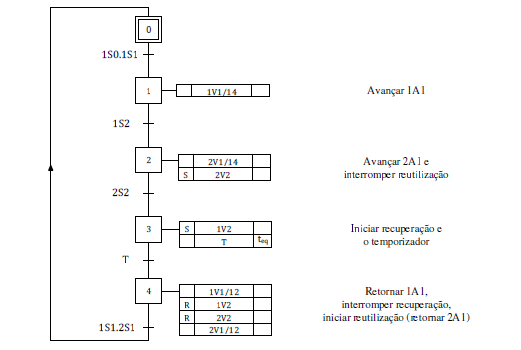 0
1S0.1S1
1
1V1/14
Avançar 1A1
1S2
2
2V1/14
S 2V2
Avançar 2A1 e
interromper reutilização
2S2
3
S 1V2
T t_eq
Iniciar recuperação e
o temporizador
T
4
1V1/12
R 1V2
R 2V2
2V1/12
Retornar 1A1,
interromper recuperação,
iniciar reutilização (retornar 2A1)
1S1.2S1